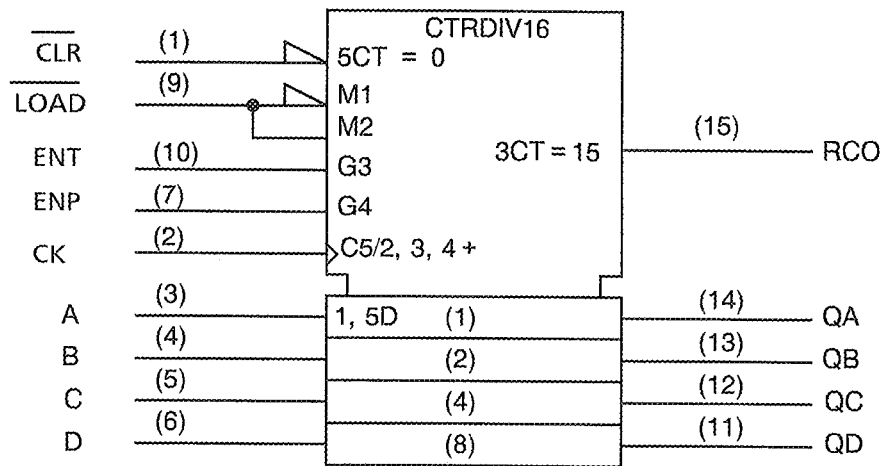 CTRDIV16
CLR (1) 5CT = 0
LOAD (9) M1
M2
ENT (10) G3 3CT = 15 (15) RCO
ENP (7) G4
CK (2) C5/2, 3, 4 +
A (3) 1, 5D (1) (14) QA
B (4) (2) (13) QB
C (5) (4) (12) QC
D (6) (8) (11) QD